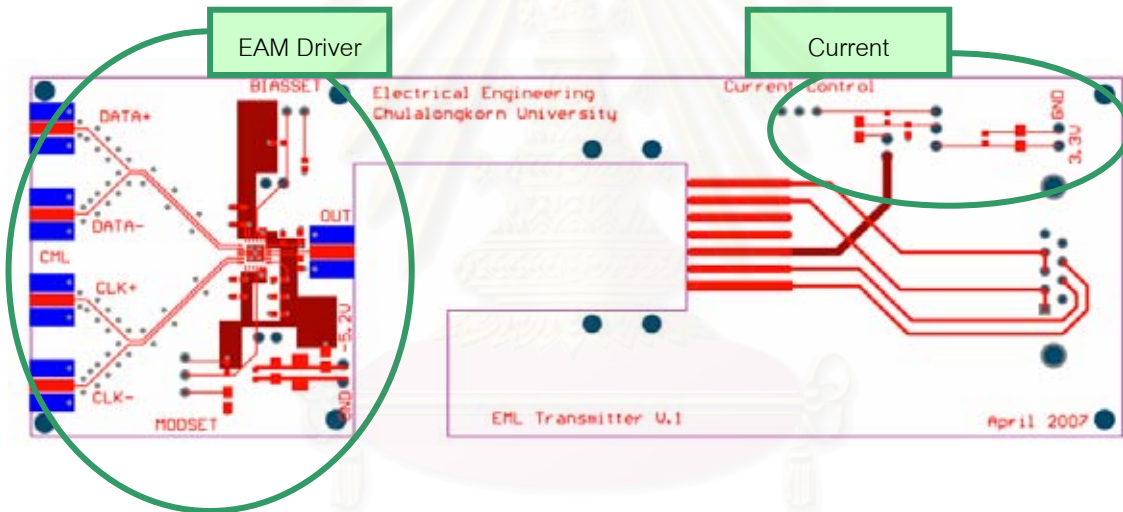 EAM Driver
Current
BIASSET
Electrical Engineering
Chulalongkorn University
Current Control
DATA+
DATA-
CML
CLK+
CLK-
MODSET
OUT
-5.2V
GND
GND
3.3V
EML Transmitter V.1
April 2007